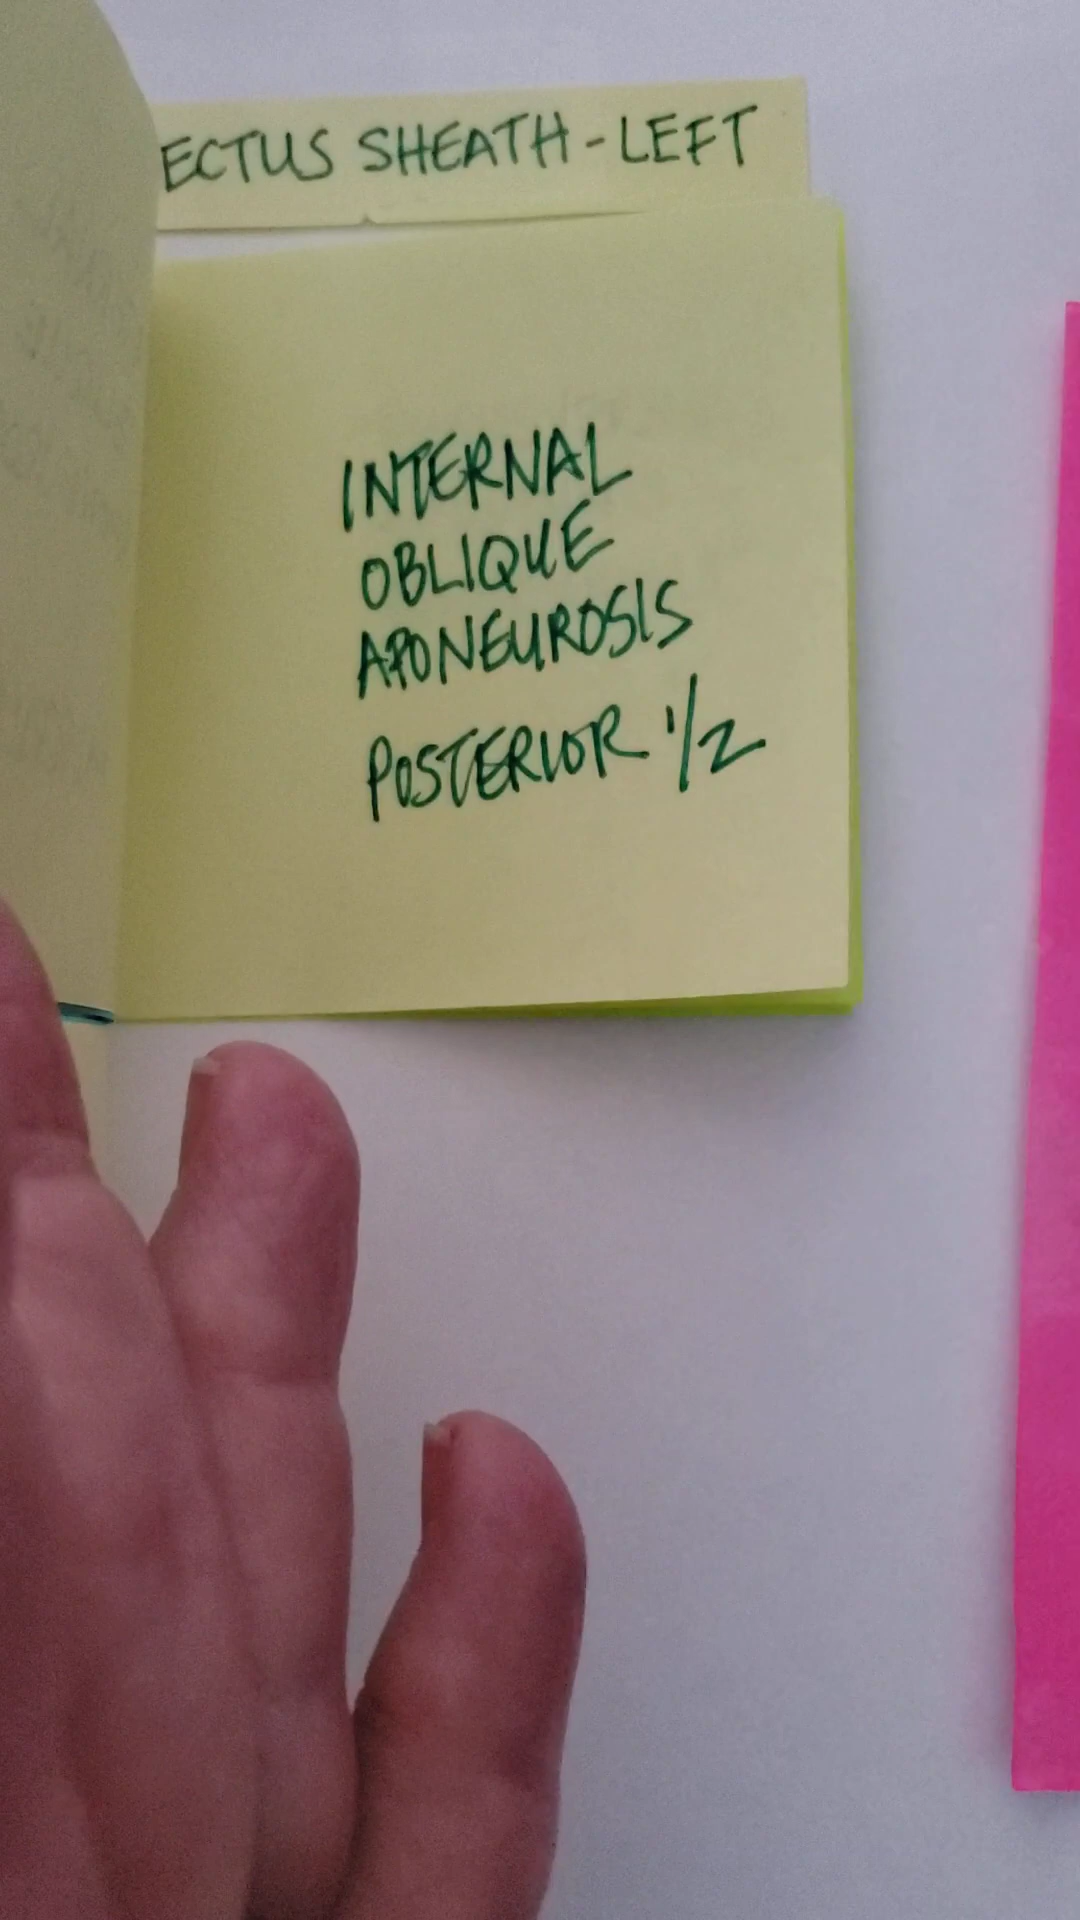 ECTUS SHEATH - LEFT
INTERNAL
OBLIQUE
APONEUROSIS
POSTERIOR 1/2